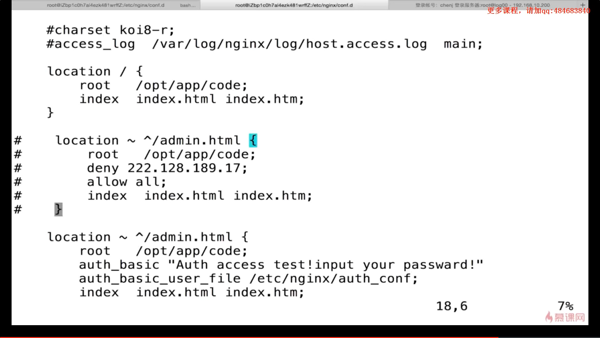 root@iZbp1c0h7ai4eok481erffZ:/etc/nginx/conf.d
root@iZbp1c0h7ai4eok481erffZ:/etc/nginx/conf.d
更多课程，请加qq:484683840
#charset koi8-r;
#access_log /var/log/nginx/log/host.access.log main;
location / {
root /opt/app/code;
index index.html index.htm;
}
# location ~ ^/admin.html {
# root /opt/app/code;
# deny 222.128.189.17;
# allow all;
# index index.html index.htm;
# }
location ~ ^/admin.html {
root /opt/app/code;
auth_basic "Auth access test!input your passward!"
auth_basic_user_file /etc/nginx/auth_conf;
index index.html index.htm;
18,6 7%
慕课网